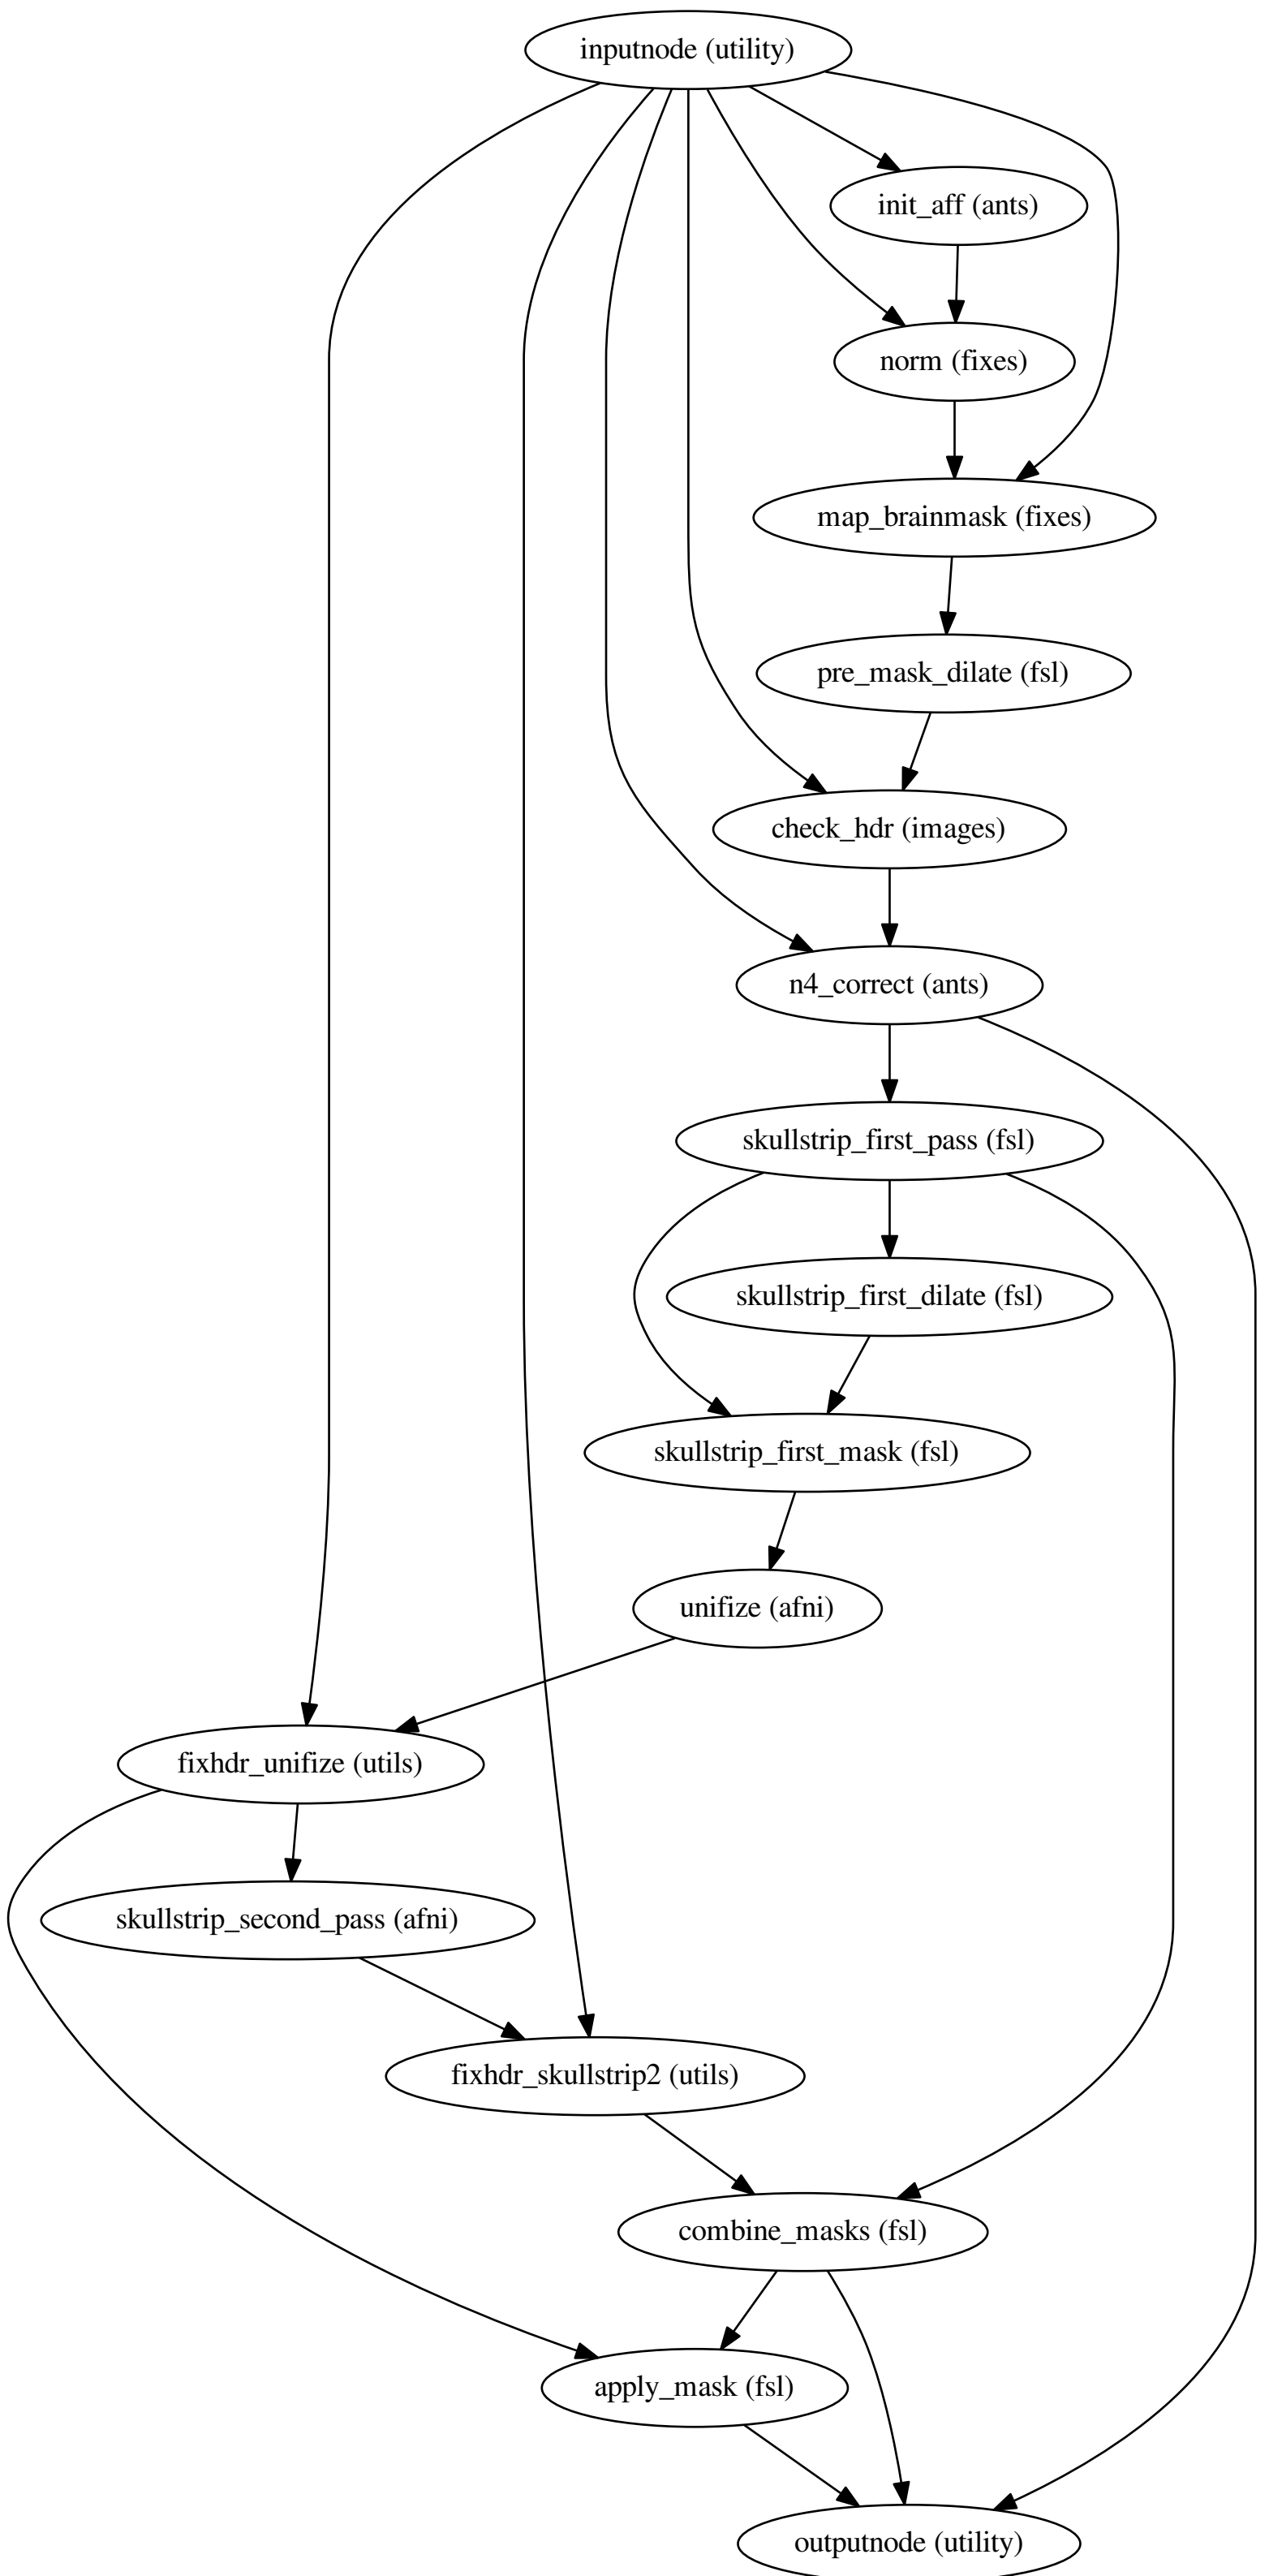 inputnode (utility)
init_aff (ants)
norm (fixes)
map_brainmask (fixes)
pre_mask_dilate (fsl)
check_hdr (images)
n4_correct (ants)
skullstrip_first_pass (fsl)
skullstrip_first_dilate (fsl)
skullstrip_first_mask (fsl)
unifize (afni)
fixhdr_unifize (utils)
skullstrip_second_pass (afni)
fixhdr_skullstrip2 (utils)
combine_masks (fsl)
apply_mask (fsl)
outputnode (utility)